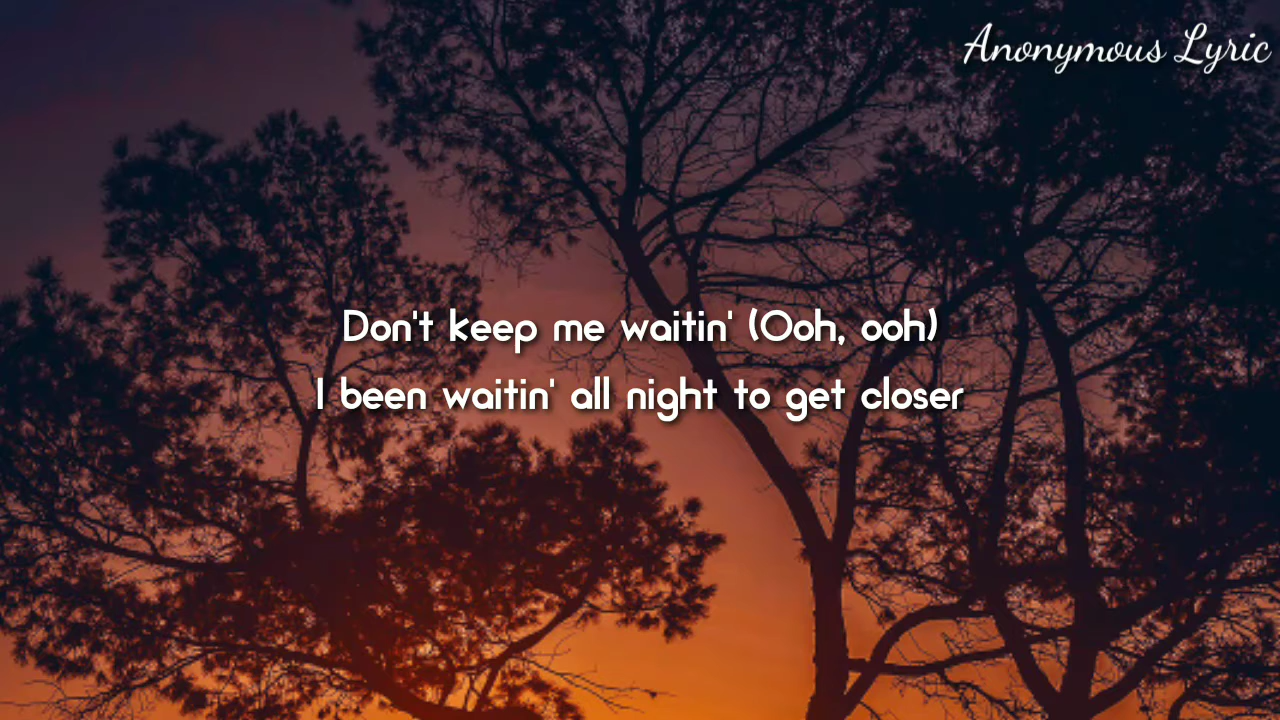 Anonymous Lyric
Don't keep me waitin' (Ooh, ooh)
I been waitin' all night to get closer